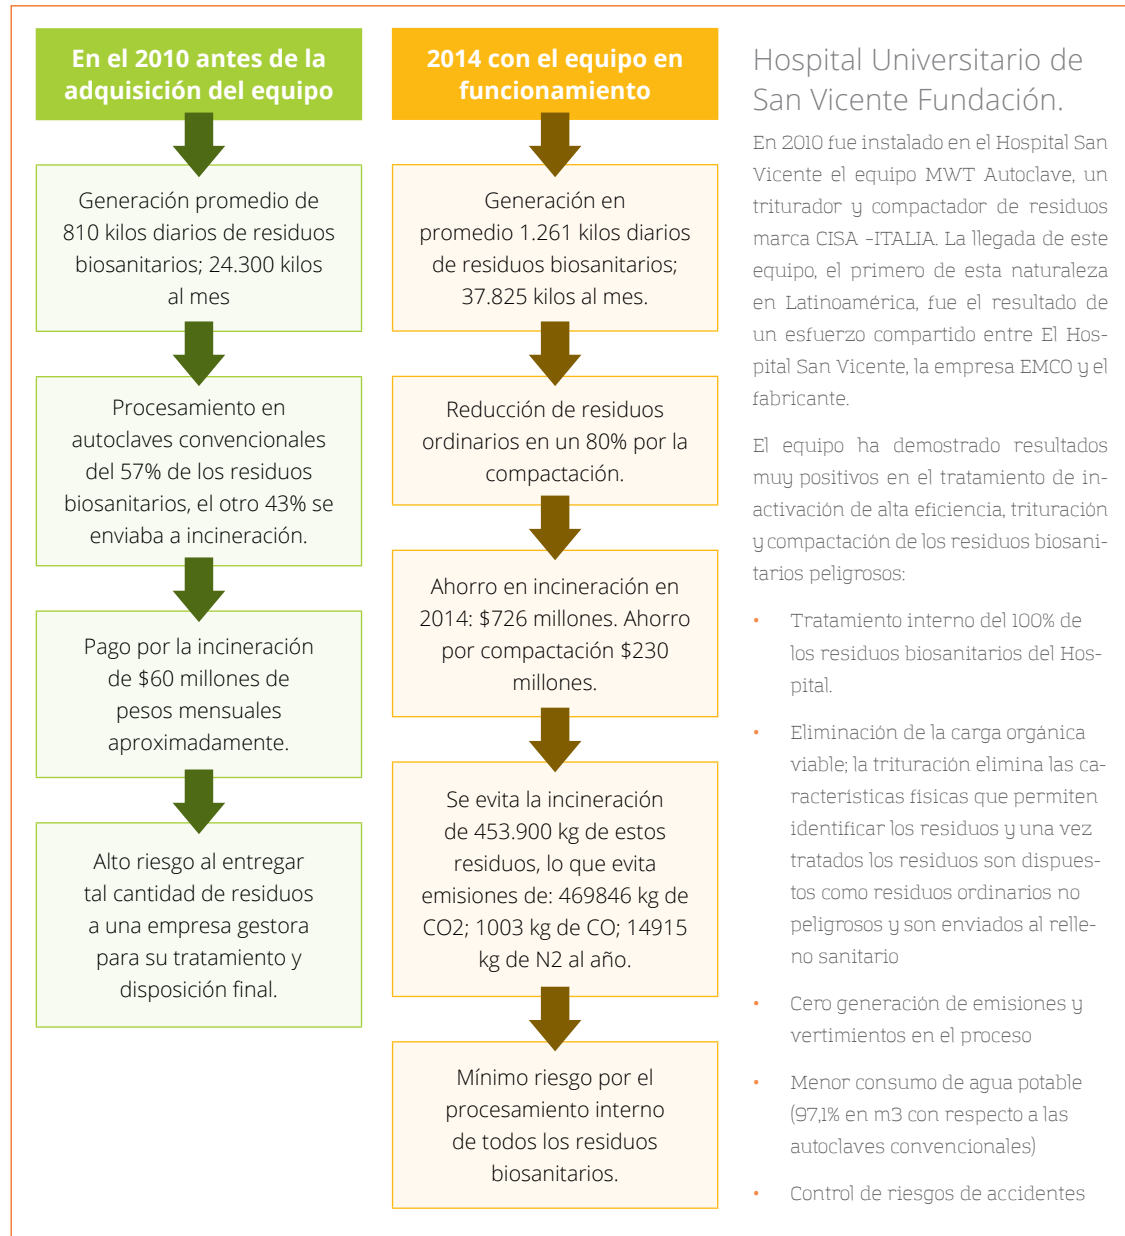 En el 2010 antes de la
adquisición del equipo
Generación promedio de
810 kilos diarios de residuos
biosanitarios; 24.300 kilos
al mes
Procesamiento en
autoclaves convencionales
del 57% de los residuos
biosanitarios, el otro 43% se
enviaba a incineración.
Pago por la incineración
de $60 millones de
pesos mensuales
aproximadamente.
Alto riesgo al entregar
tal cantidad de residuos
a una empresa gestora
para su tratamiento y
disposición final.
2014 con el equipo en
funcionamiento
Generación en
promedio 1.261 kilos diarios
de residuos biosanitarios;
37.825 kilos al mes.
Reducción de residuos
ordinarios en un 80% por la
compactación.
Ahorro en incineración en
2014: $726 millones. Ahorro
por compactación $230
millones.
Se evita la incineración
de 453.900 kg de estos
residuos, lo que evita
emisiones de: 469846 kg de
CO2; 1003 kg de CO; 14915
kg de N2 al año.
Mínimo riesgo por el
procesamiento interno
de todos los residuos
biosanitarios.
Hospital Universitario de
San Vicente Fundación.
En 2010 fue instalado en el Hospital San
Vicente el equipo MWT Autoclave, un
triturador y compactador de residuos
marca CISA -ITALIA. La llegada de este
equipo, el primero de esta naturaleza
en Latinoamérica, fue el resultado de
un esfuerzo compartido entre El Hos-
pital San Vicente, la empresa EMCO y el
fabricante.
El equipo ha demostrado resultados
muy positivos en el tratamiento de in-
activación de alta eficiencia, trituración
y compactación de los residuos biosani-
tarios peligrosos:
• Tratamiento interno del 100% de
los residuos biosanitarios del Hos-
pital.
• Eliminación de la carga orgánica
viable; la trituración elimina las ca-
racterísticas físicas que permiten
identificar los residuos y una vez
tratados los residuos son dispues-
tos como residuos ordinarios no
peligrosos y son enviados al relle-
no sanitario
• Cero generación de emisiones y
vertimientos en el proceso
• Menor consumo de agua potable
(97,1% en m3 con respecto a las
autoclaves convencionales)
• Control de riesgos de accidentes